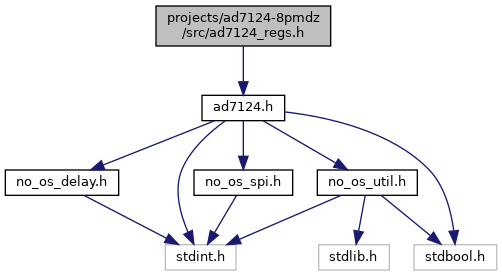 projects/ad7124-8pmdz
/src/ad7124_regs.h
ad7124.h
no_os_delay.h
no_os_spi.h
no_os_util.h
stdint.h
stdlib.h
stdbool.h